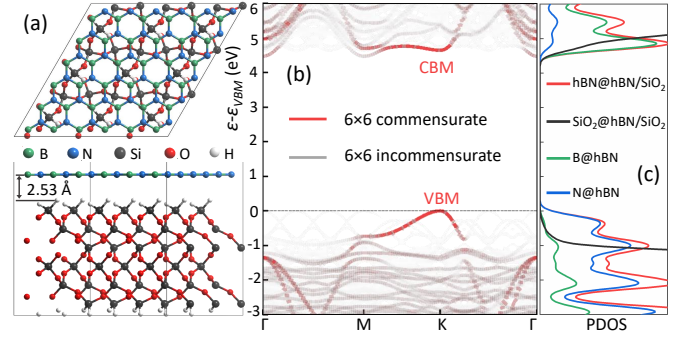 (a)
B N Si O H
2.53 Å
6
5
4
3
2
1
0
-1
-2
-3
ε-ε_VBM (eV)
(b)
CBM
6×6 commensurate
6×6 incommensurate
VBM
Γ M K Γ
hBN@hBN/SiO₂
SiO₂@hBN/SiO₂
B@hBN
N@hBN
(c)
PDOS